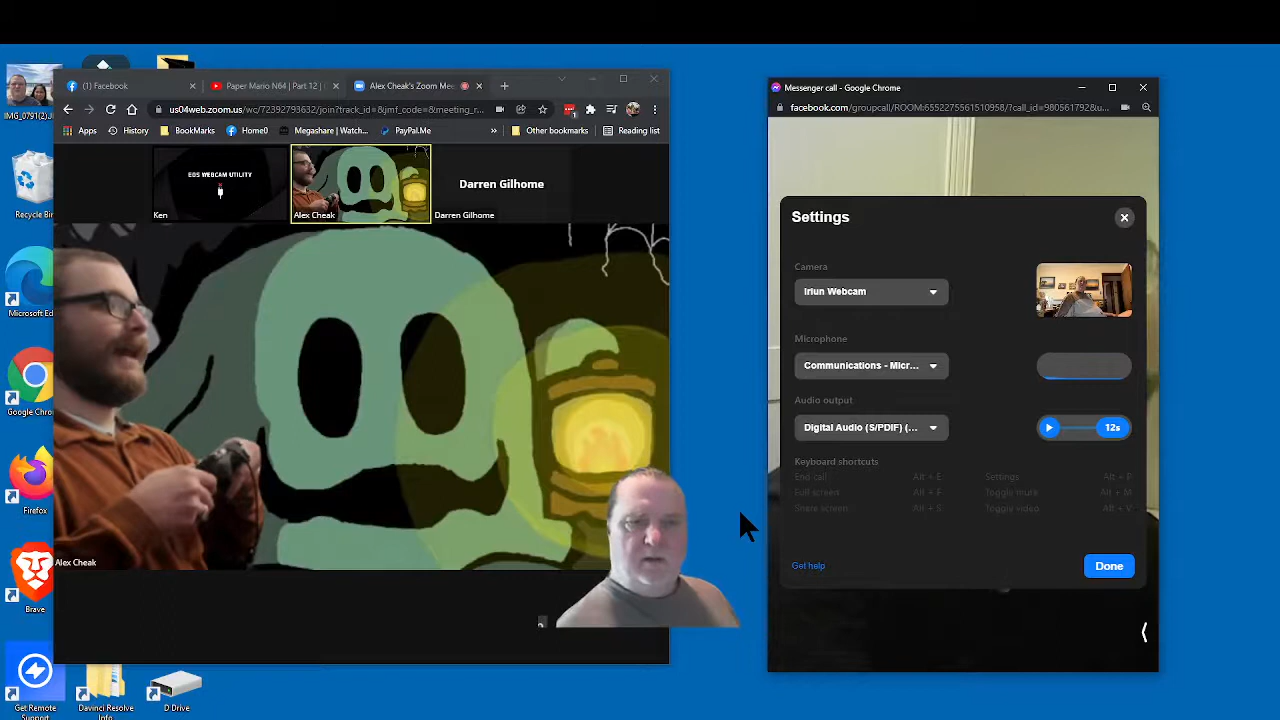 (1) Facebook
Paper Mario N64 | Part 12 |
Alex Cheak's Zoom Me
us04web.zoom.us/wc/72392793632/join?track_id=&jmf_code=&meeting_r...
Apps
History
BookMarks
Home0
Megashare | Watch...
PayPal.Me
»
Other bookmarks
Reading list
EOS WEBCAM UTILITY
Ken
Alex Cheak
Darren Gilhome
Darren Gilhome
Alex Cheak
IMG_0791(2).J
Recycle Bin
Microsoft Ed
Google Chro
Firefox
Brave
Get Remote
Support
Davinci Resolve
Info
D Drive
Messenger call - Google Chrome
facebook.com/groupcall/ROOM:6552275561510958/?call_id=980561792&u...
Settings
Camera
Iriun Webcam
Microphone
Communications - Micr...
Audio output
Digital Audio (S/PDIF) (...
12s
Keyboard shortcuts
End call Alt + E Settings Alt + P
Full screen Alt + F Toggle mute Alt + M
Share screen Alt + S Toggle video Alt + V
Get help
Done